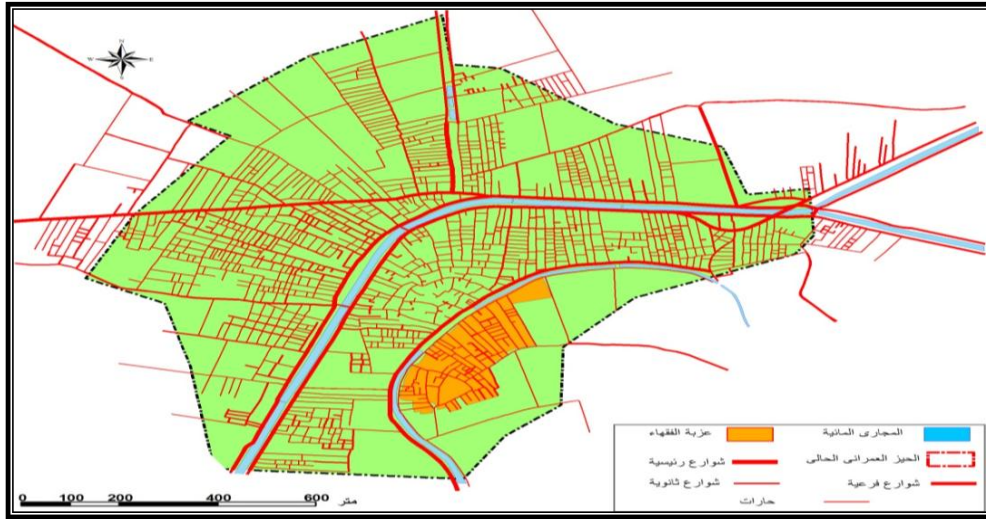 N
W E
S
المجارى المائية
عزبة الفقهاء
الحيز العمرانى الحالى
شوارع رئيسية
شوارع فرعية
شوارع ثانوية
حارات
0 100 200 400 600 متر